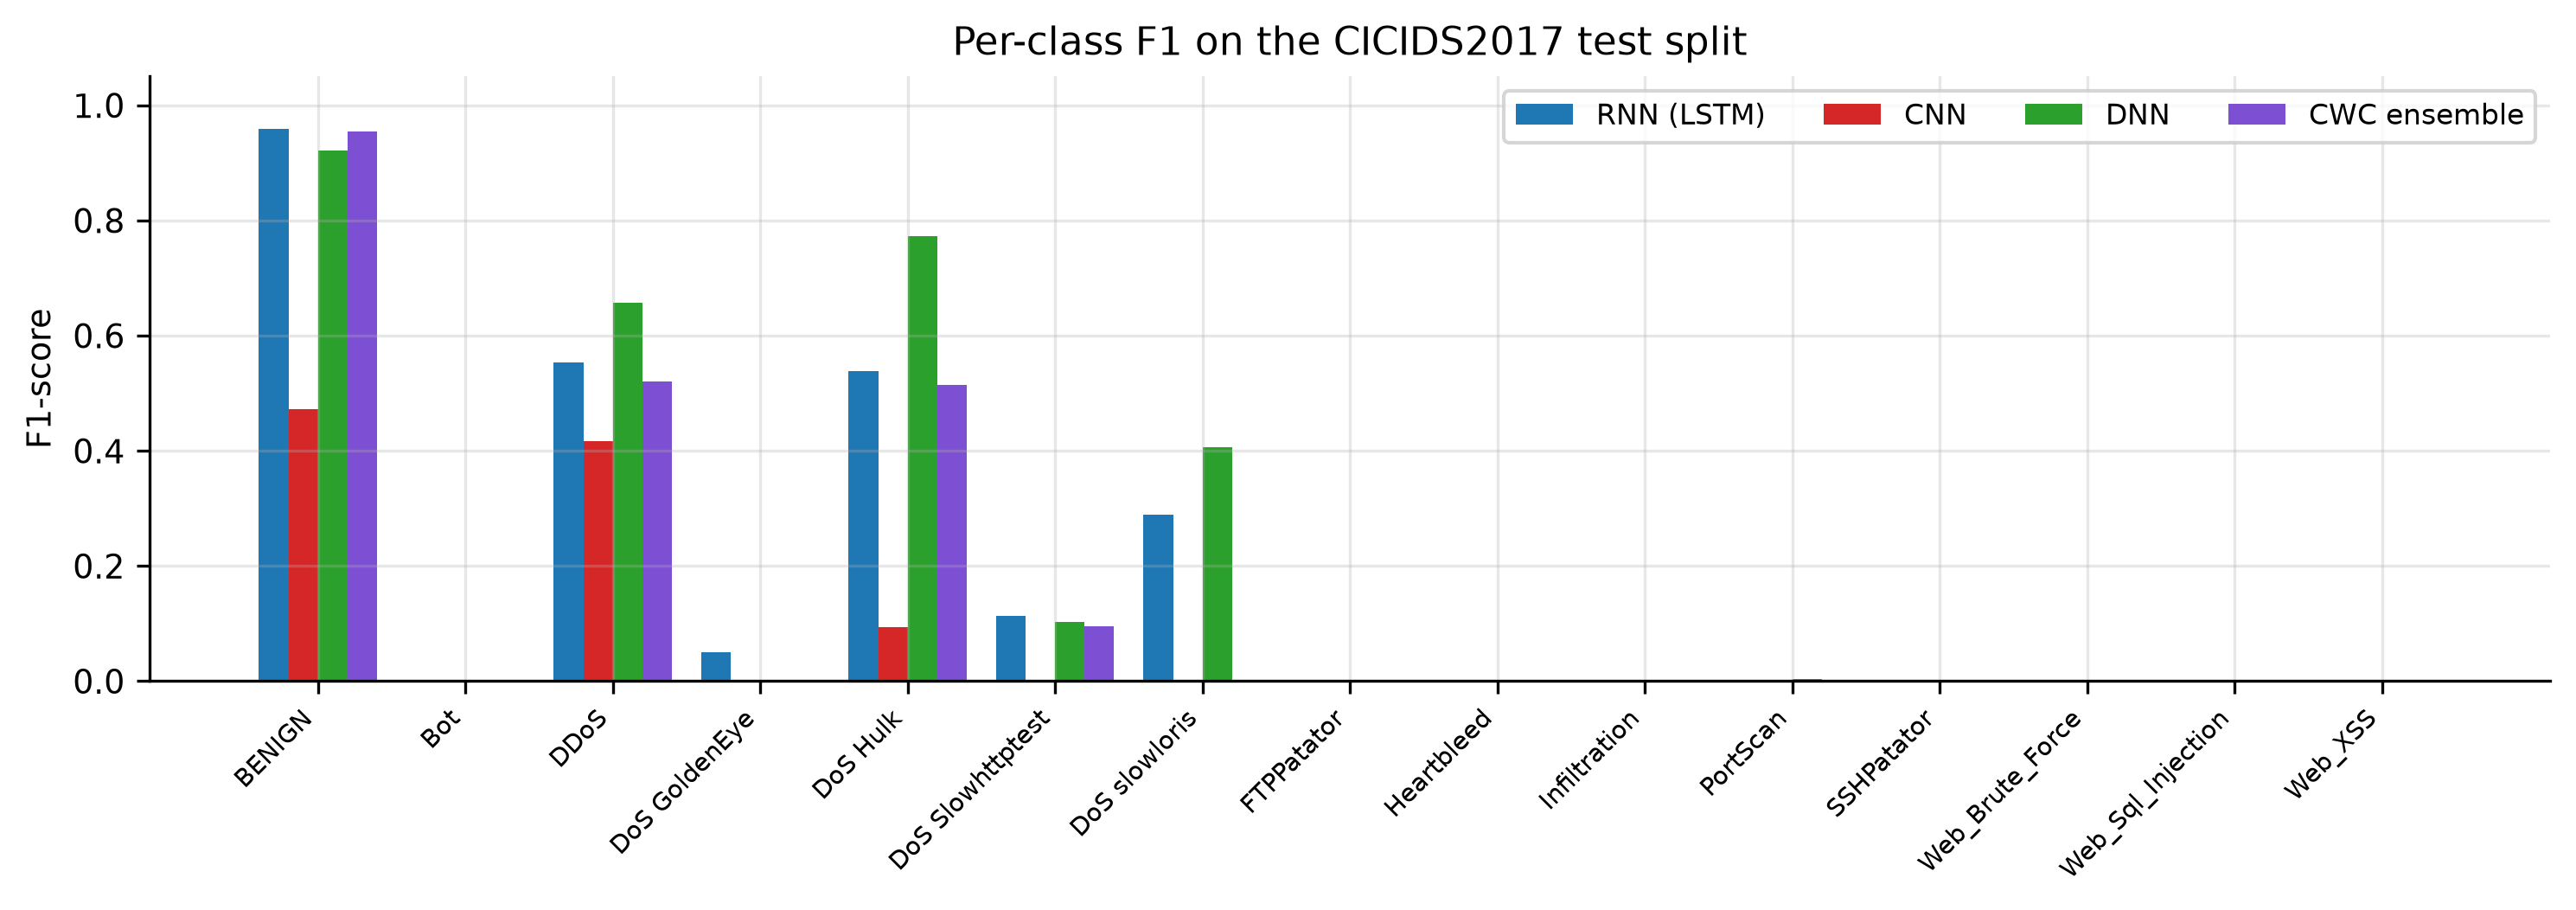 Per-class F1 on the CICIDS2017 test split
RNN (LSTM) CNN DNN CWC ensemble
F1-score
1.0
0.8
0.6
0.4
0.2
0.0
BENIGN
Bot
DDoS
DoS GoldenEye
DoS Hulk
DoS Slowhttptest
DoS slowloris
FTPPatator
Heartbleed
Infiltration
PortScan
SSHPatator
Web_Brute_Force
Web_Sql_Injection
Web_XSS